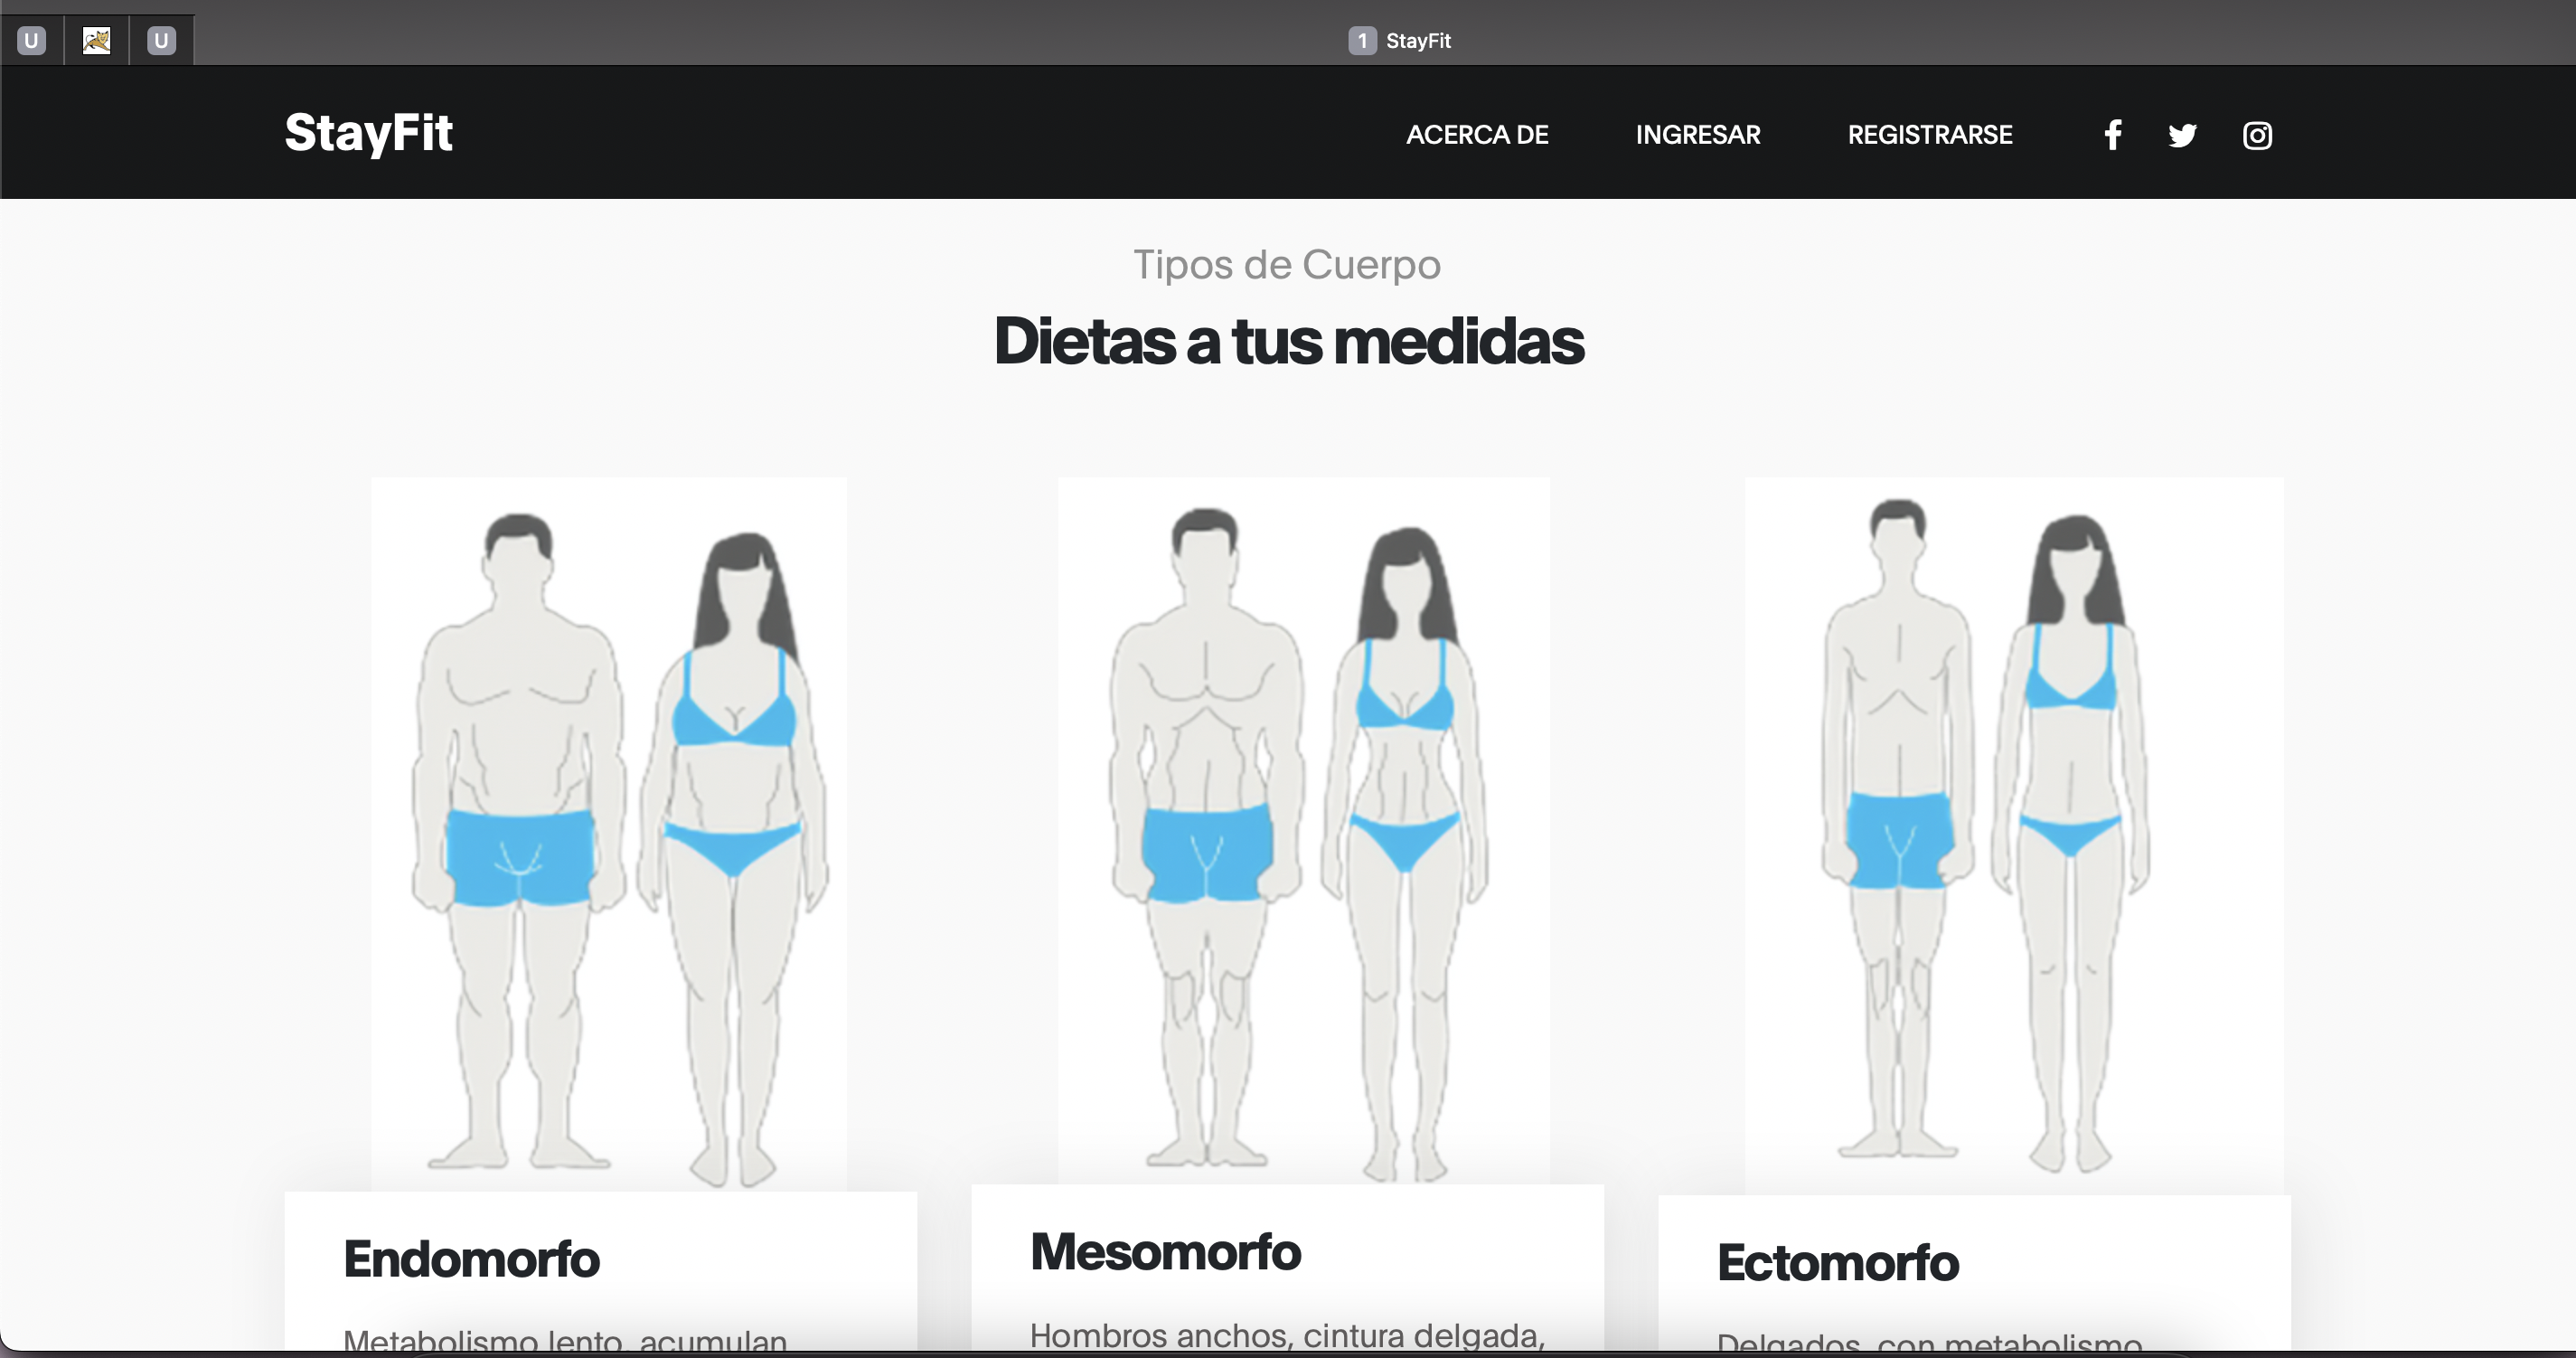 U
U
1 StayFit
StayFit
ACERCA DE
INGRESAR
REGISTRARSE
Tipos de Cuerpo
Dietas a tus medidas
Endomorfo
Metabolismo lento, acumulan
Mesomorfo
Hombros anchos, cintura delgada,
Ectomorfo
Delgados, con metabolismo